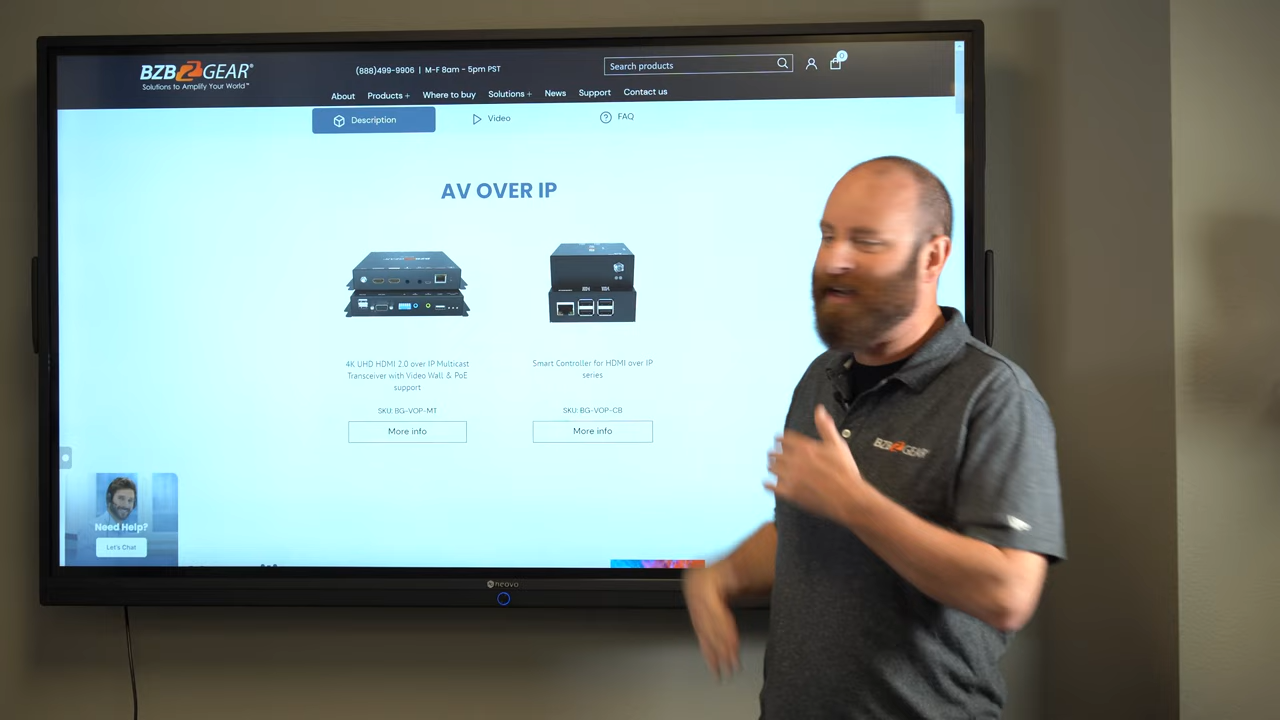 BZB GEAR
Solutions to Amplify Your World™
(888)499-9906 | M-F 8am - 5pm PST
Search products
0
About
Products +
Where to buy
Solutions +
News
Support
Contact us
Description
Video
FAQ
AV OVER IP
4K UHD HDMI 2.0 over IP Multicast
Transceiver with Video Wall & PoE
support
SKU: BG-VOP-MT
More info
Smart Controller for HDMI over IP
series
SKU: BG-VOP-CB
More info
Need Help?
Let's Chat
neovo
BZB GEAR